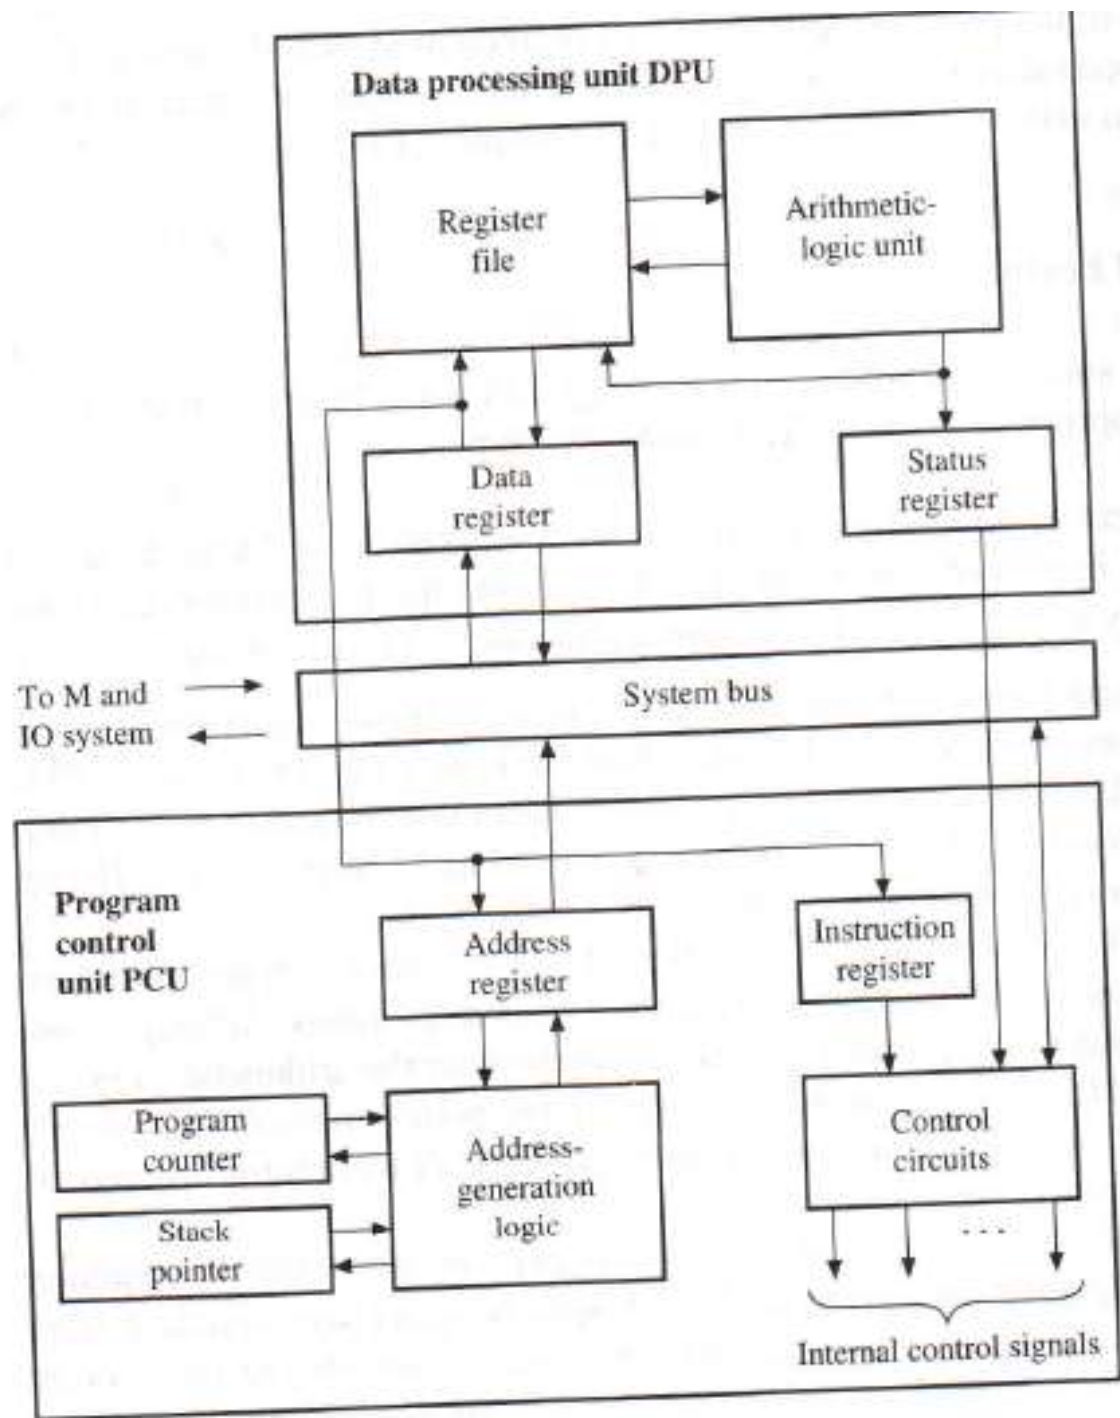 Data processing unit DPU
Register
file
Arithmetic-
logic unit
Data
register
Status
register
To M and
IO system
System bus
Program
control
unit PCU
Address
register
Instruction
register
Program
counter
Address-
generation
logic
Control
circuits
Stack
pointer
. . .
Internal control signals